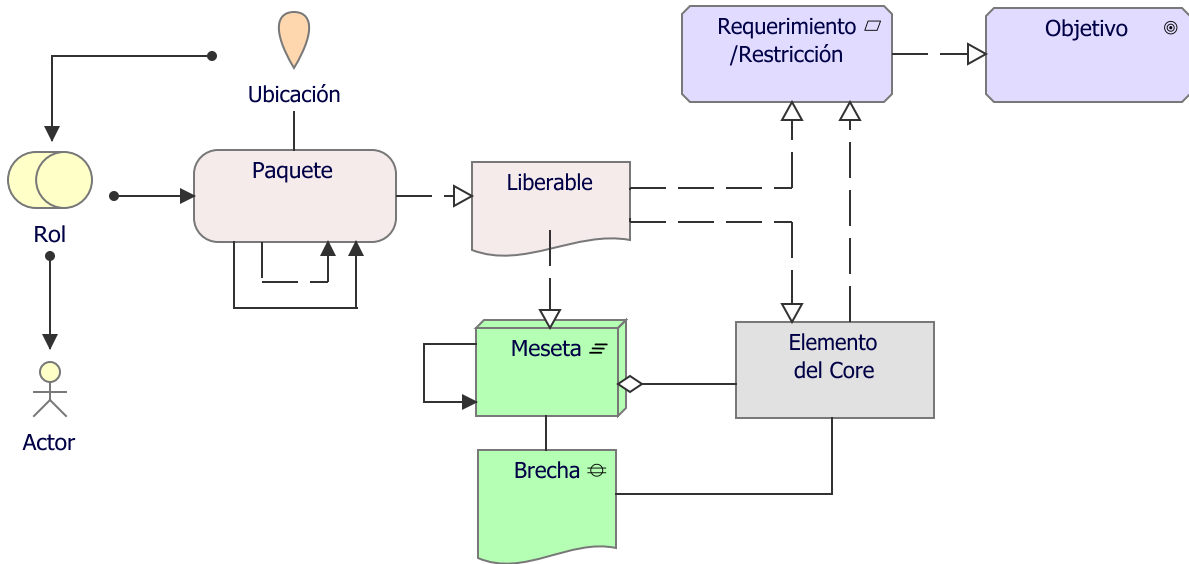 Requerimiento
/Restricción
Objetivo
Ubicación
Paquete
Liberable
Rol
Meseta
Elemento
del Core
Actor
Brecha